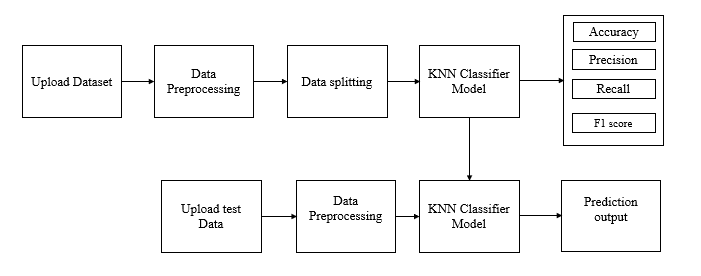 Upload Dataset
Data
Preprocessing
Data splitting
KNN Classifier
Model
Accuracy
Precision
Recall
F1 score
Upload test
Data
Data
Preprocessing
KNN Classifier
Model
Prediction
output